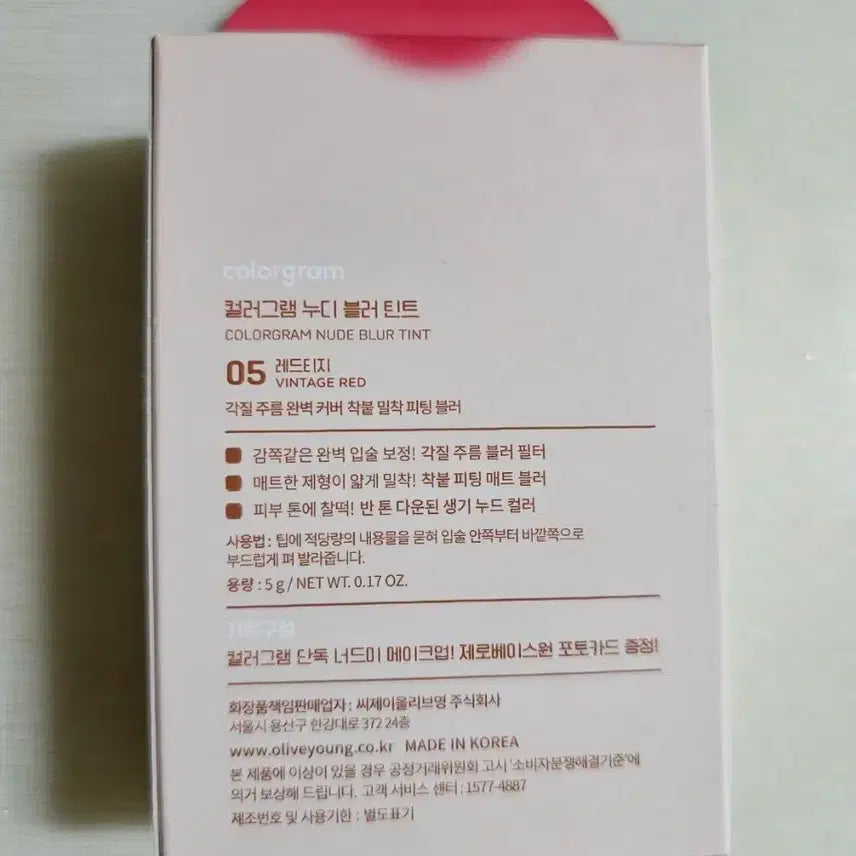 colorgram
컬러그램 누디 블러 틴트
COLORGRAM NUDE BLUR TINT
05 레드티지
VINTAGE RED
각질 주름 완벽 커버 착붙 밀착 피팅 블러
감쪽같은 완벽 입술 보정! 각질 주름 블러 필터
매트한 제형이 얇게 밀착! 착붙 피팅 매트 블러
피부 톤에 찰떡! 반 톤 다운된 생기 누드 컬러
사용법 : 팁에 적당량의 내용물을 묻혀 입술 안쪽부터 바깥쪽으로
부드럽게 펴 발라줍니다.
용량 : 5 g / NET WT. 0.17 OZ.
기획구성
컬러그램 단독 너드미 메이크업! 제로베이스원 포토카드 증정!
화장품책임판매업자 : 씨제이올리브영 주식회사
서울시 용산구 한강대로 372 24층
www.oliveyoung.co.kr MADE IN KOREA
본 제품에 이상이 있을 경우 공정거래위원회 고시 '소비자분쟁해결기준'에
의거 보상해 드립니다. 고객 서비스 센터 : 1577-4887
제조번호 및 사용기한 : 별도표기